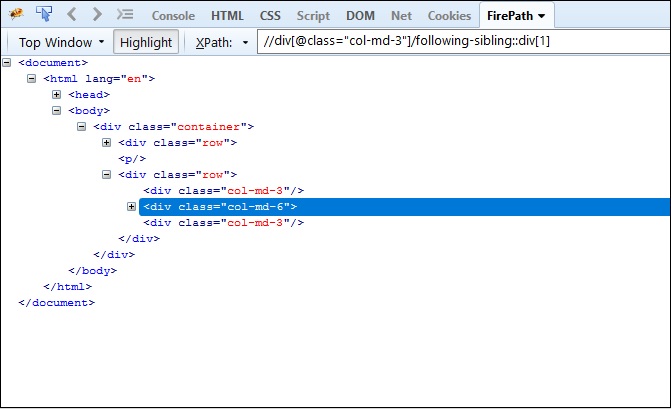 Console HTML CSS Script DOM Net Cookies FirePath
Top Window Highlight XPath: //div[@class="col-md-3"]/following-sibling::div[1]
<document>
<html lang="en">
<head>
<body>
<div class="container">
<div class="row">
<p/>
<div class="row">
<div class="col-md-3"/>
<div class="col-md-6">
<div class="col-md-3"/>
</div>
</div>
</body>
</html>
</document>